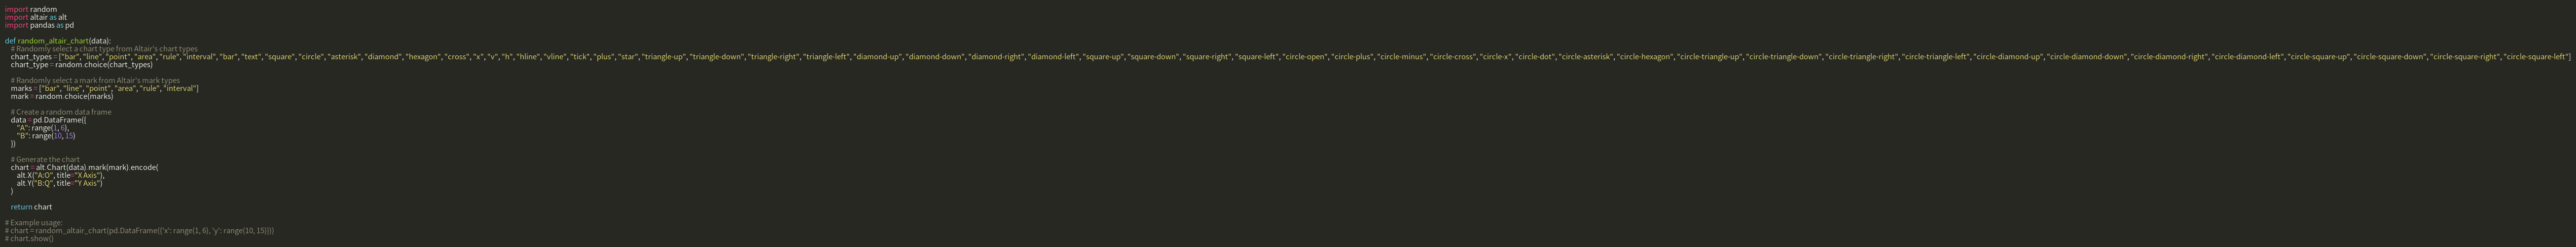 import random
import altair as alt
import pandas as pd

def random_altair_chart(data):
    # Randomly select a chart type from Altair's chart types
    chart_types = ["bar", "line", "point", "area", "rule", "interval", "bar", "text", "square", "circle", "asterisk", "diamond", "hexagon", "cross", "x", "v", "h", "hline", "vline", "tick", "plus", "star", "triangle-up", "triangle-down", "triangle-right", "triangle-left", "diamond-up", "diamond-down", "diamond-right", "diamond-left", "square-up", "square-down", "square-right", "square-left", "circle-open", "circle-plus", "circle-minus", "circle-cross", "circle-x", "circle-dot", "circle-asterisk", "circle-hexagon", "circle-triangle-up", "circle-triangle-down", "circle-triangle-right", "circle-triangle-left", "circle-diamond-up", "circle-diamond-down", "circle-diamond-right", "circle-diamond-left", "circle-square-up", "circle-square-down", "circle-square-right", "circle-square-left"]
    chart_type = random.choice(chart_types)

    # Randomly select a mark from Altair's mark types
    marks = ["bar", "line", "point", "area", "rule", "interval"]
    mark = random.choice(marks)

    # Create a random data frame
    data = pd.DataFrame({
        "A": range(1, 6),
        "B": range(10, 15)
    })

    # Generate the chart
    chart = alt.Chart(data).mark(mark).encode(
        alt.X("A:O", title="X Axis"),
        alt.Y("B:Q", title="Y Axis")
    )

    return chart

# Example usage:
# chart = random_altair_chart(pd.DataFrame({'x': range(1, 6), 'y': range(10, 15)}))
# chart.show()